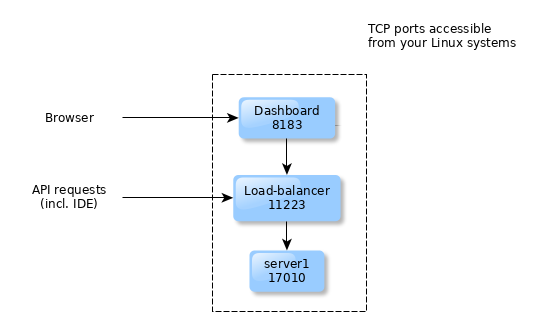 TCP ports accessible
from your Linux systems
Dashboard
8183
Browser
Load-balancer
11223
API requests
(incl. IDE)
server1
17010